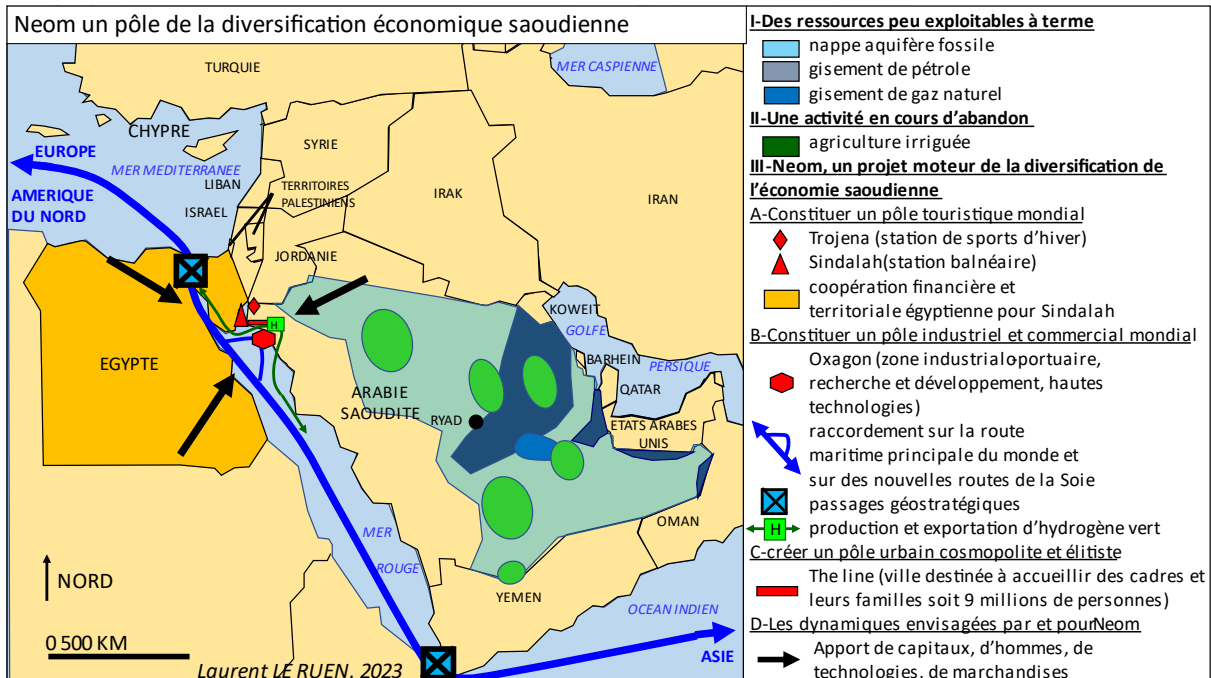 Neom un pôle de la diversification économique saoudienne
TURQUIE
MER CASPIENNE
CHYPRE
SYRIE
EUROPE
MER MEDITERRANEE
LIBAN
TERRITOIRES
PALESTINIENS
IRAK
IRAN
AMERIQUE
DU NORD
ISRAEL
JORDANIE
KOWEIT
GOLFE
H
EGYPTE
BARHEIN
PERSIQUE
QATAR
ARABIE
SAOUDITE
RYAD
ETATS ARABES
UNIS
OMAN
MER
ROUGE
NORD
YEMEN
OCEAN INDIEN
0 500 KM
ASIE
Laurent LE RUEN, 2023
I-Des ressources peu exploitables à terme
nappe aquifère fossile
gisement de pétrole
gisement de gaz naturel
II-Une activité en cours d’abandon
agriculture irriguée
III-Neom, un projet moteur de la diversification de
l’économie saoudienne
A-Constituer un pôle touristique mondial
Trojena (station de sports d’hiver)
Sindalah(station balnéaire)
coopération financière et
territoriale égyptienne pour Sindalah
B-Constituer un pôle industriel et commercial mondial
Oxagon (zone industrialo-portuaire,
recherche et développement, hautes
technologies)
raccordement sur la route
maritime principale du monde et
sur des nouvelles routes de la Soie
passages géostratégiques
H production et exportation d’hydrogène vert
C-créer un pôle urbain cosmopolite et élitiste
The line (ville destinée à accueillir des cadres et
leurs familles soit 9 millions de personnes)
D-Les dynamiques envisagées par et pourNeom
Apport de capitaux, d’hommes, de
technologies, de marchandises